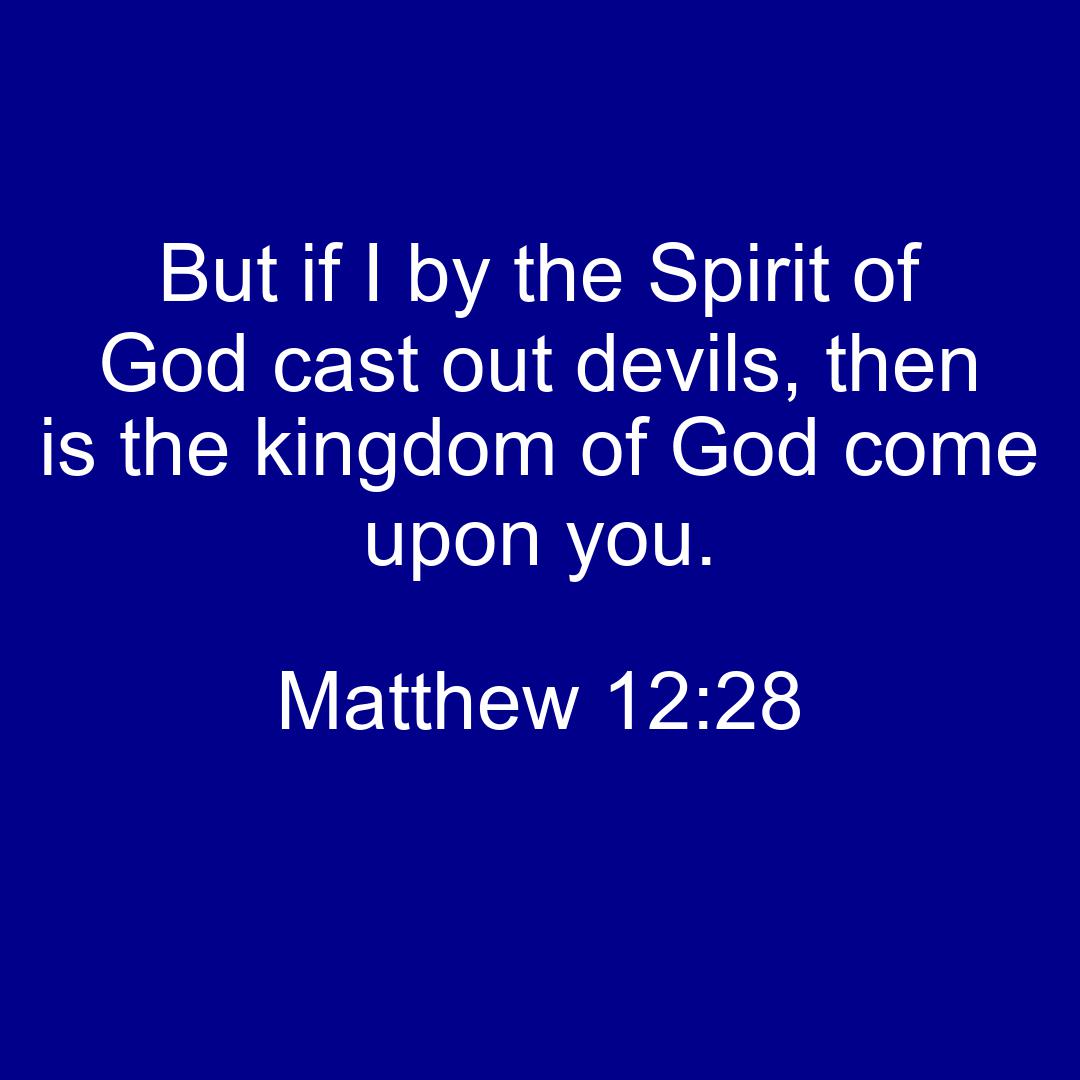 But if I by the Spirit of
God cast out devils, then
is the kingdom of God come
upon you.
Matthew 12:28